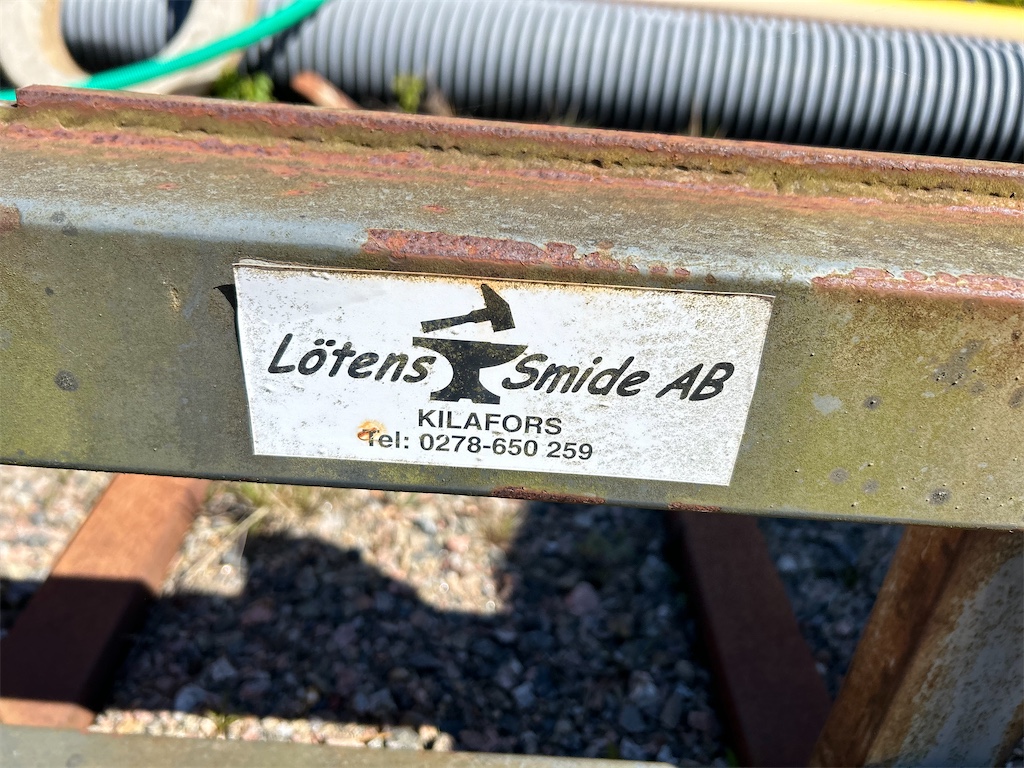 Lötens Smide AB
KILAFORS
Tel: 0278-650 259